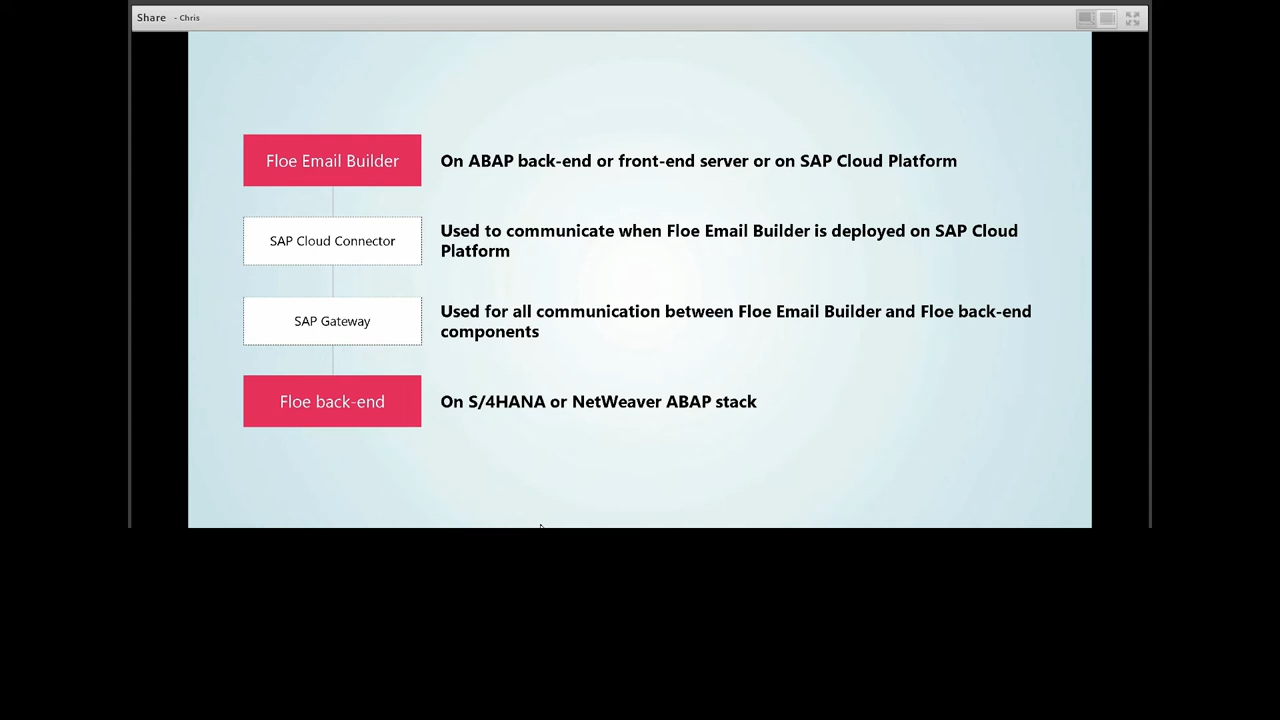 Share - Chris
Floe Email Builder
On ABAP back-end or front-end server or on SAP Cloud Platform
SAP Cloud Connector
Used to communicate when Floe Email Builder is deployed on SAP Cloud
Platform
SAP Gateway
Used for all communication between Floe Email Builder and Floe back-end
components
Floe back-end
On S/4HANA or NetWeaver ABAP stack